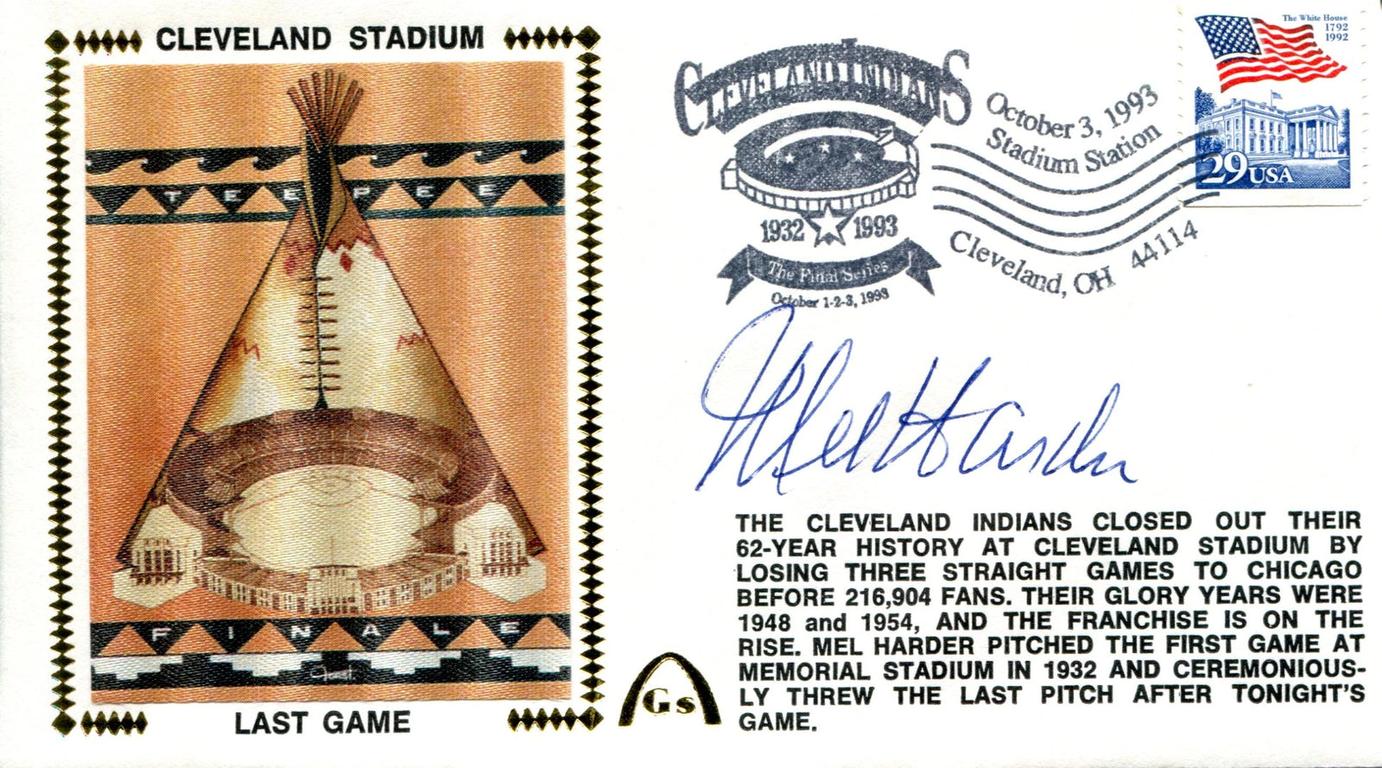 CLEVELAND STADIUM
TEEPEE
FINALE
LAST GAME
CLEVELAND INDIANS
1932 1993
The Final Series
October 1-2-3, 1993
October 3, 1993
Stadium Station
Cleveland, OH 44114
The White House
1792
1992
29 USA
Mel Harder
THE CLEVELAND INDIANS CLOSED OUT THEIR
62-YEAR HISTORY AT CLEVELAND STADIUM BY
LOSING THREE STRAIGHT GAMES TO CHICAGO
BEFORE 216,904 FANS. THEIR GLORY YEARS WERE
1948 and 1954, AND THE FRANCHISE IS ON THE
RISE. MEL HARDER PITCHED THE FIRST GAME AT
MEMORIAL STADIUM IN 1932 AND CEREMONIOUS-
LY THREW THE LAST PITCH AFTER TONIGHT'S
GAME.
Gs